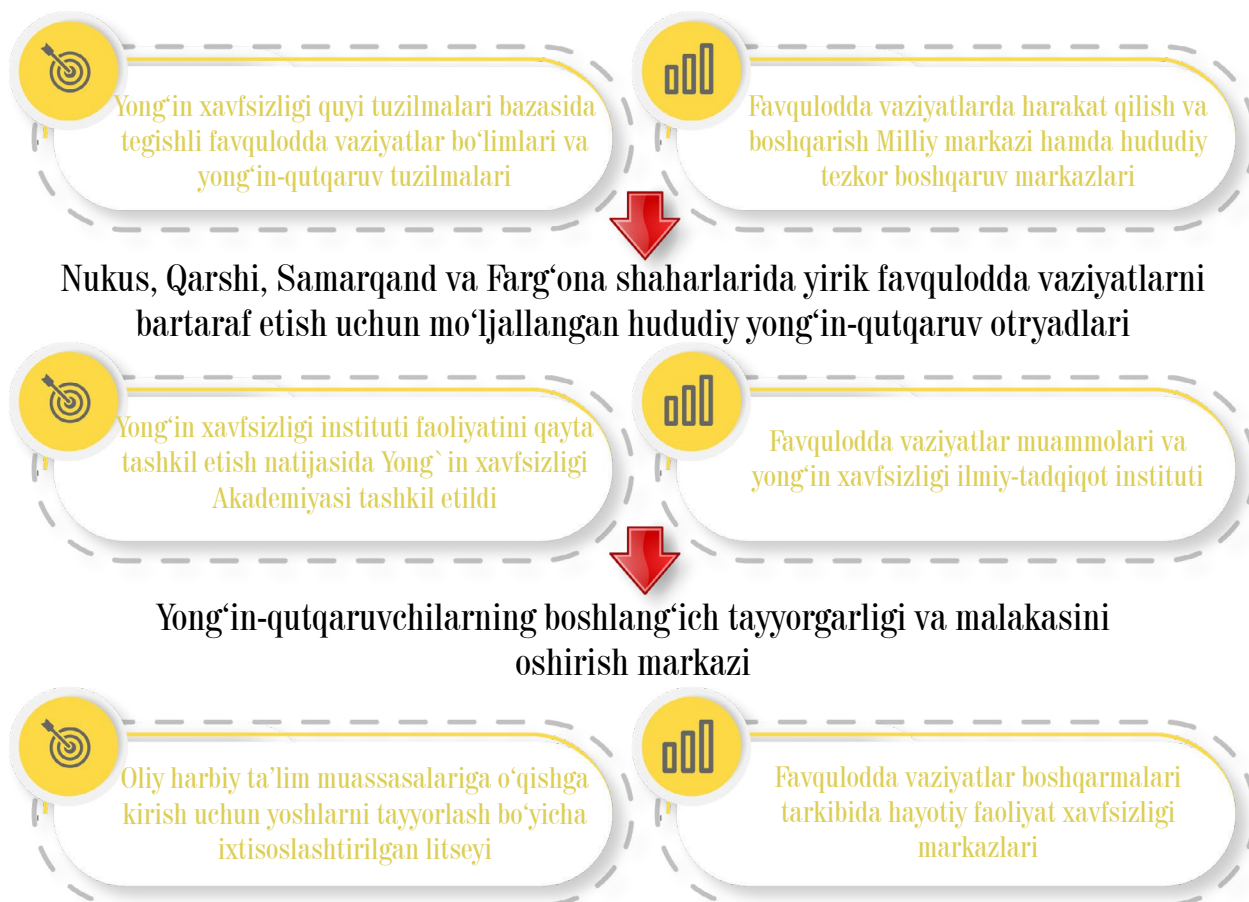 Yong‘in xavfsizligi quyi tuzilmalari bazasida
tegishli favqulodda vaziyatlar bo‘limlari va
yong‘in-qutqaruv tuzilmalari
Favqulodda vaziyatlarda harakat qilish va
boshqarish Milliy markazi hamda hududiy
tezkor boshqaruv markazlari
Nukus, Qarshi, Samarqand va Farg‘ona shaharlarida yirik favqulodda vaziyatlarni
bartaraf etish uchun mo‘ljallangan hududiy yong‘in-qutqaruv otryadlari
Yong‘in xavfsizligi instituti faoliyatini qayta
tashkil etish natijasida Yong`in xavfsizligi
Akademiyasi tashkil etildi
Favqulodda vaziyatlar muammolari va
yong‘in xavfsizligi ilmiy-tadqiqot instituti
Yong‘in-qutqaruvchilarning boshlang‘ich tayyorgarligi va malakasini
oshirish markazi
Oliy harbiy ta’lim muassasalariga o‘qishga
kirish uchun yoshlarni tayyorlash bo‘yicha
ixtisoslashtirilgan litseyi
Favqulodda vaziyatlar boshqarmalari
tarkibida hayotiy faoliyat xavfsizligi
markazlari